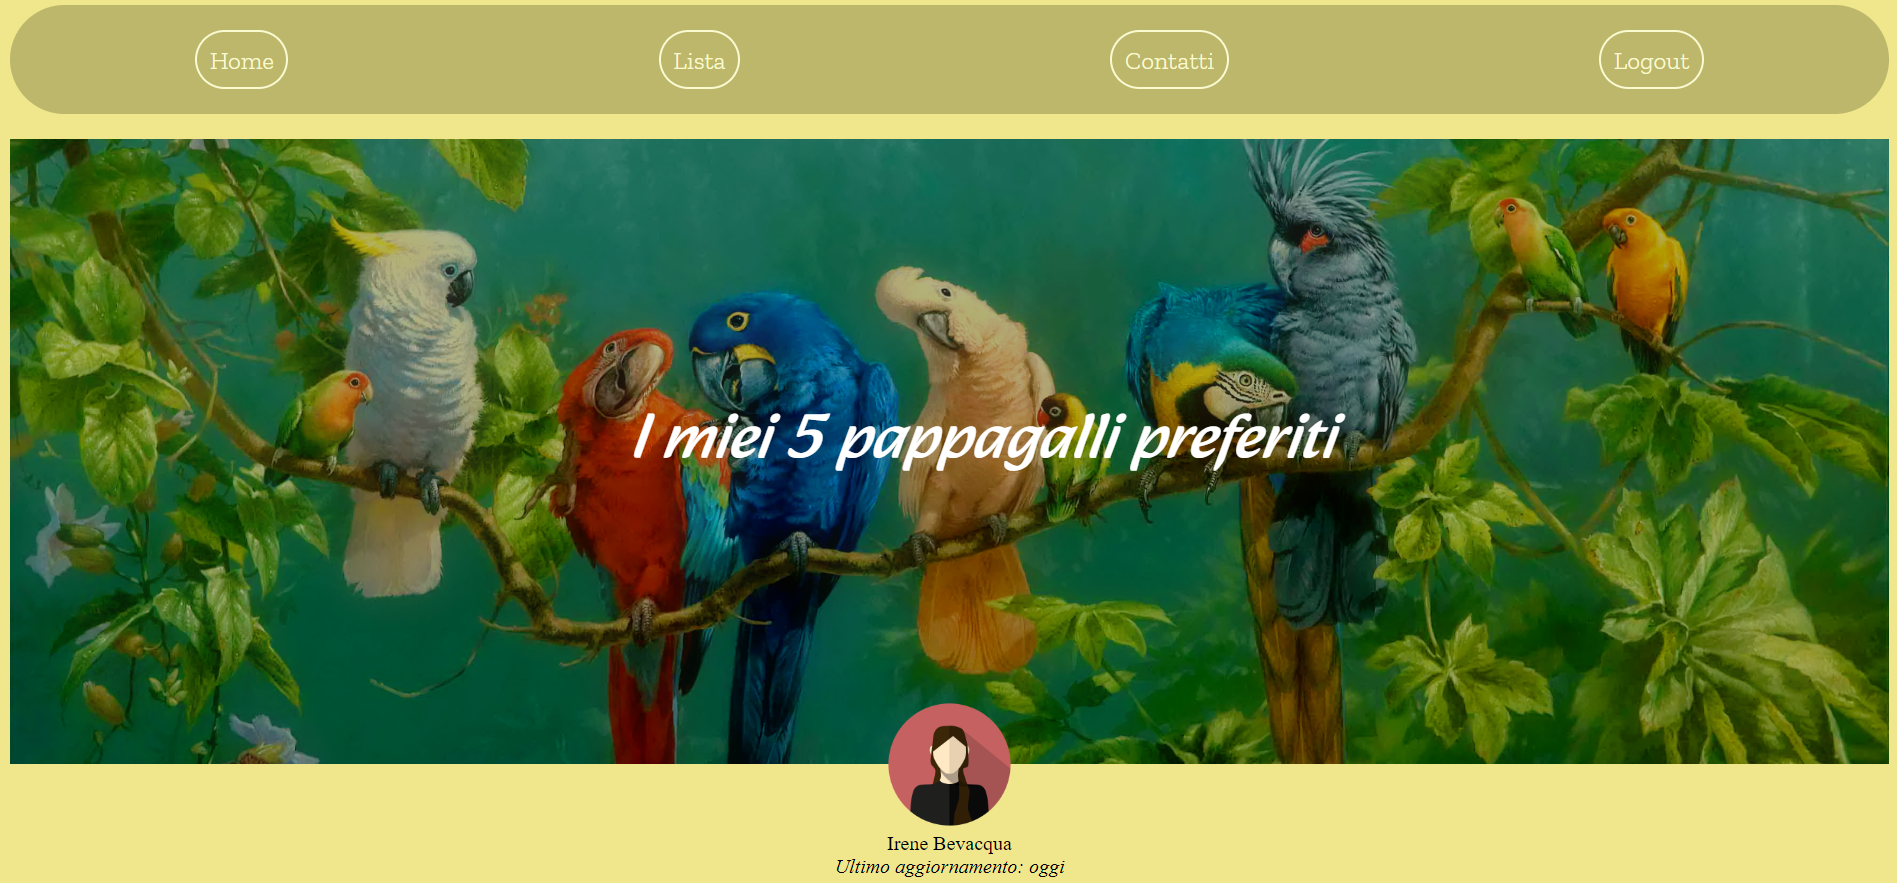 Home
Lista
Contatti
Logout
I miei 5 pappagalli preferiti
Irene Bevacqua
Ultimo aggiornamento: oggi